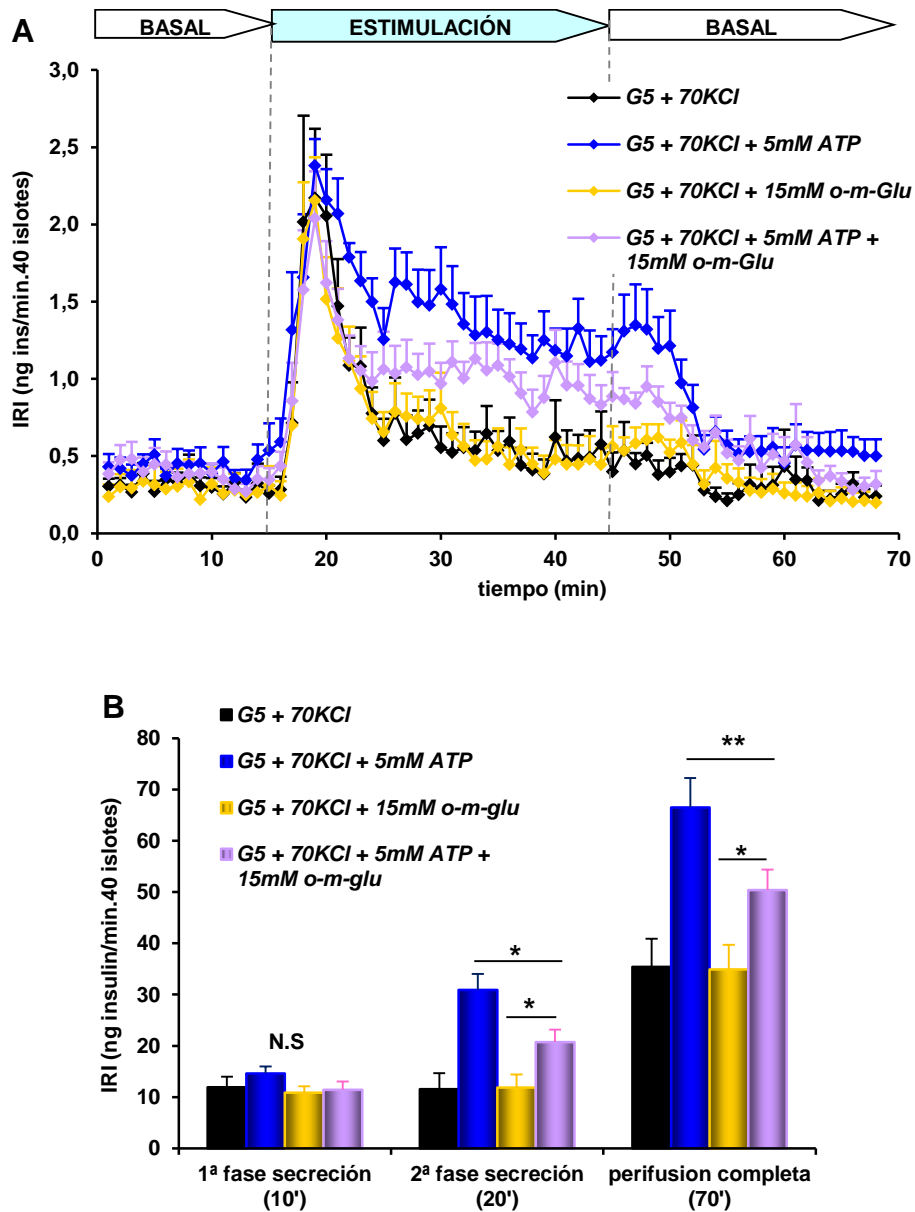 A
BASAL
ESTIMULACIÓN
BASAL
3,0
2,5
2,0
1,5
1,0
0,5
0,0
IRI (ng ins/min.40 islotes)
G5 + 70KCl
G5 + 70KCl + 5mM ATP
G5 + 70KCl + 15mM o-m-Glu
G5 + 70KCl + 5mM ATP +
15mM o-m-Glu
0
10
20
30
40
50
60
70
tiempo (min)
B
G5 + 70KCl
G5 + 70KCl + 5mM ATP
G5 + 70KCl + 15mM o-m-glu
G5 + 70KCl + 5mM ATP +
15mM o-m-glu
80
70
60
50
40
30
20
10
0
IRI (ng insulin/min.40 islotes)
N.S
*
*
**
*
1ª fase secreción
(10')
2ª fase secreción
(20')
perifusion completa
(70')